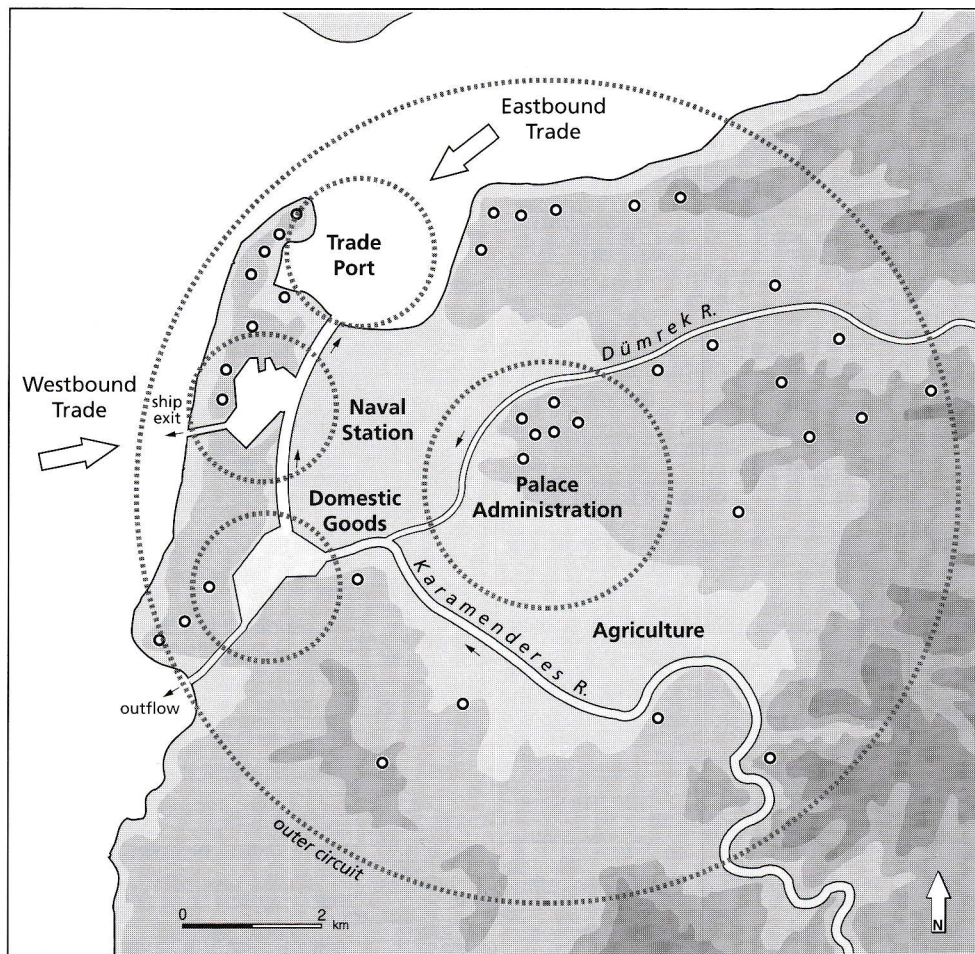 Eastbound
Trade
Trade
Port
Dümrek R.
Westbound
Trade
ship
exit
Naval
Station
Domestic
Goods
Palace
Administration
Karamenderes R.
Agriculture
outflow
outer circuit
0 2
km
N